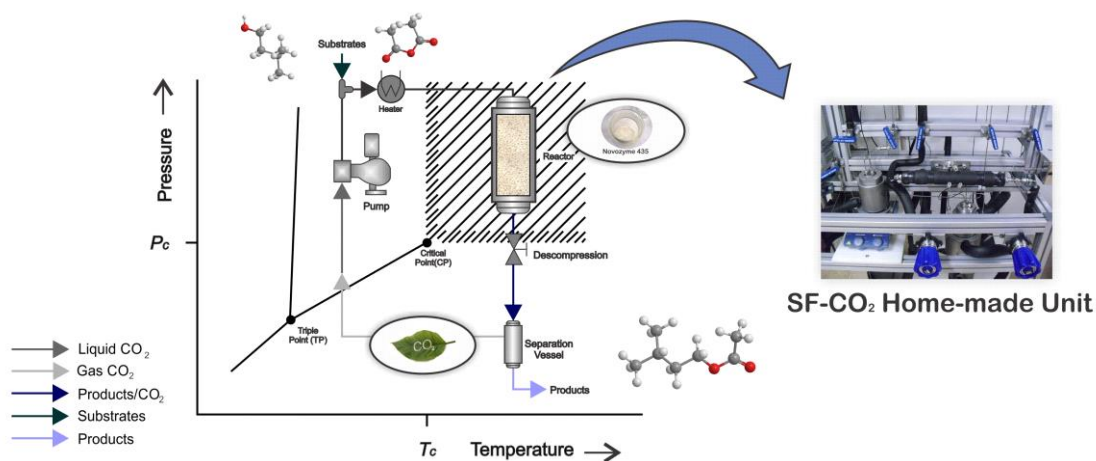 Substrates
Heater
Pressure
Reactor
Novozyme 435
Pump
Pc
Critical
Point(CP)
Descompression
SF-CO₂ Home-made Unit
Triple
Point (TP)
CO₂
Separation
Vessel
Liquid CO₂
Gas CO₂
Products/CO₂
Substrates
Products
Products
Tc
Temperature